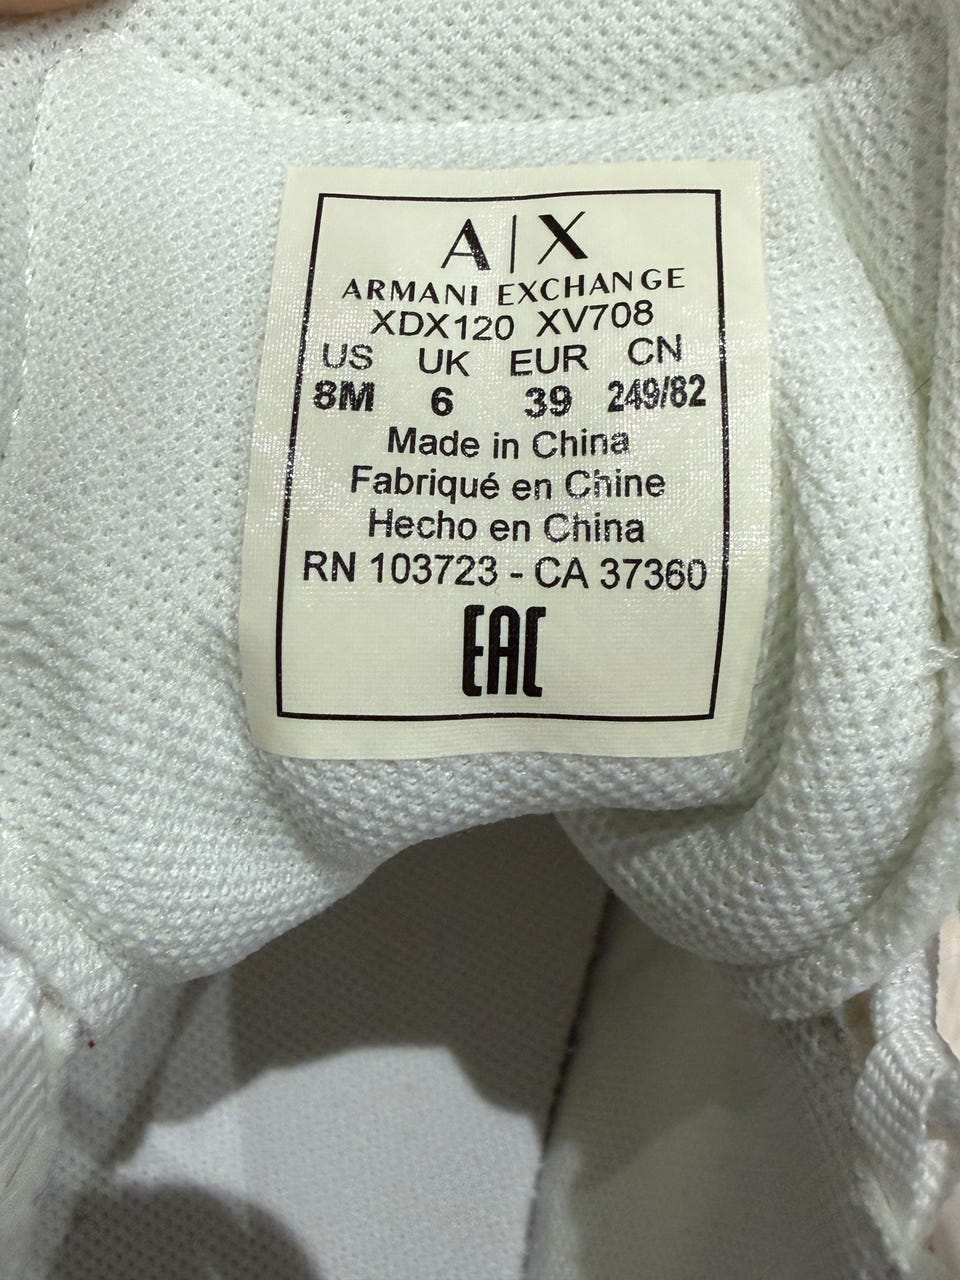 A|X
ARMANI EXCHANGE
XDX120 XV708
US UK EUR CN
8M 6 39 249/82
Made in China
Fabriqué en Chine
Hecho en China
RN 103723 - CA 37360
EAC